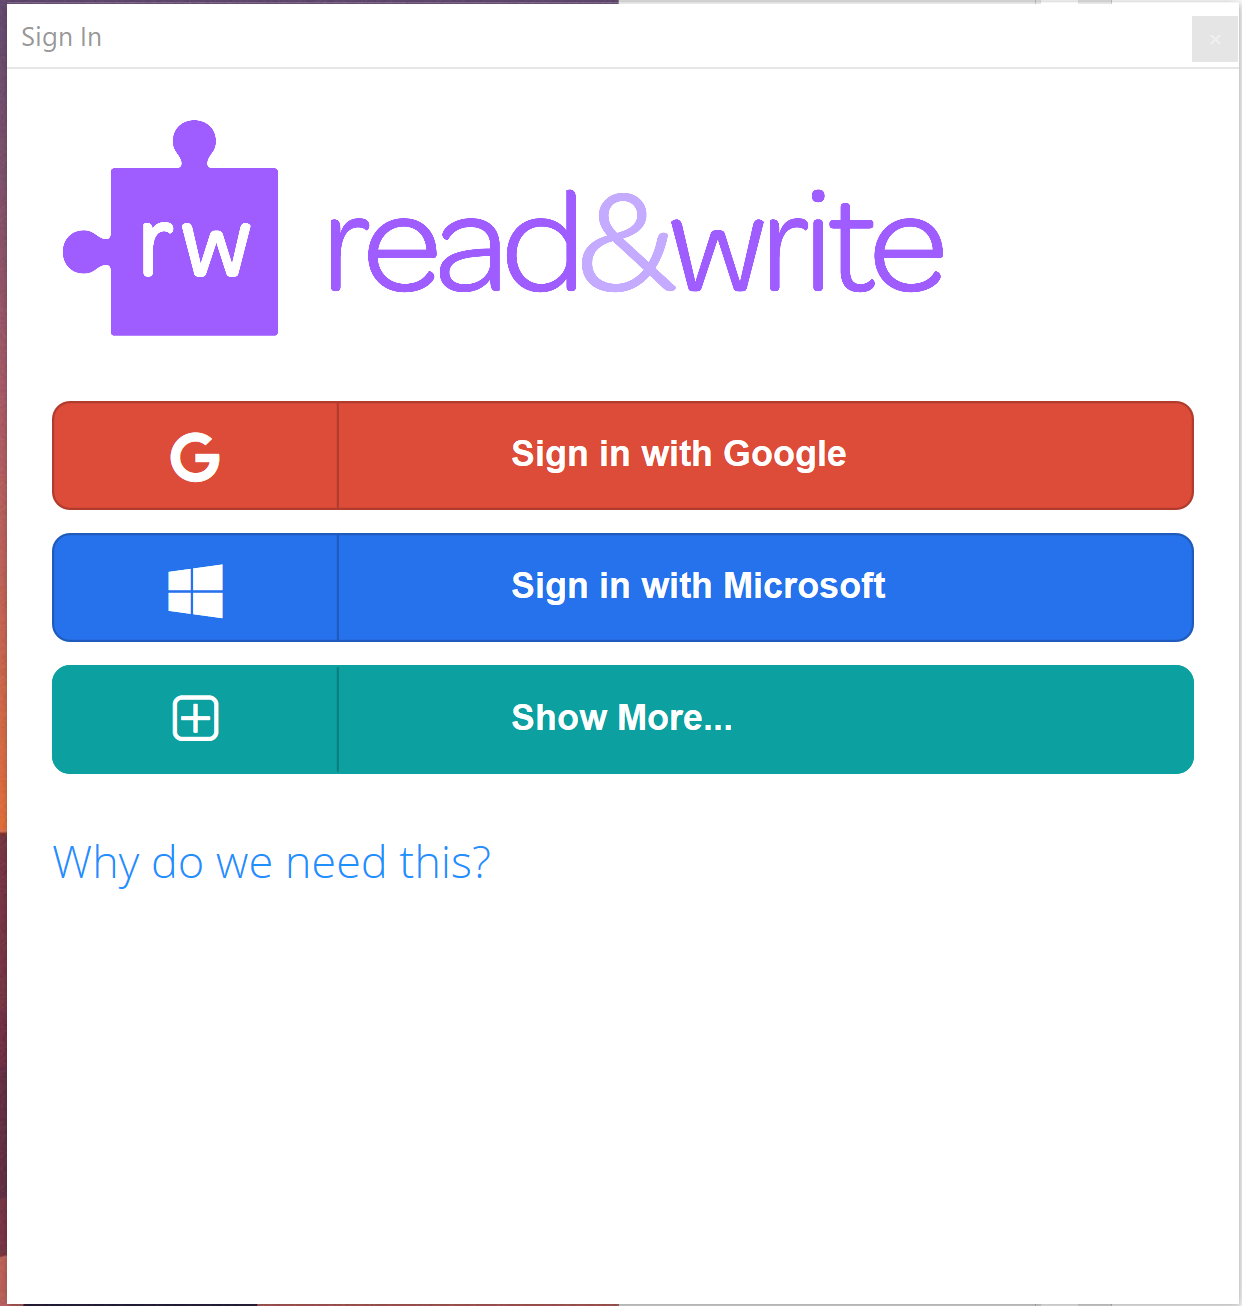 Sign In
rw
read&write
Sign in with Google
Sign in with Microsoft
Show More...
Why do we need this?